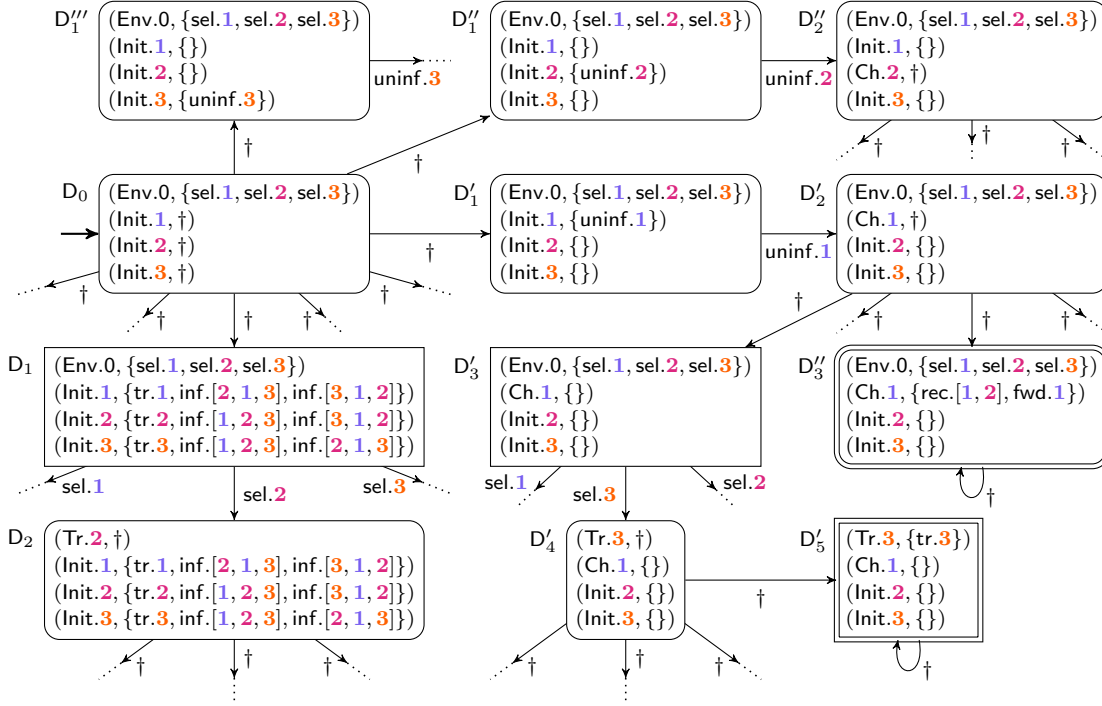 D₁′′′
(Env.0, {sel.1, sel.2, sel.3})
(Init.1, {})
(Init.2, {})
(Init.3, {uninf.3})
uninf.3
D₁′′
(Env.0, {sel.1, sel.2, sel.3})
(Init.1, {})
(Init.2, {uninf.2})
(Init.3, {})
uninf.2
D₂′′
(Env.0, {sel.1, sel.2, sel.3})
(Init.1, {})
(Ch.2, †)
(Init.3, {})
†
†
† † †
D₀
(Env.0, {sel.1, sel.2, sel.3})
(Init.1, †)
(Init.2, †)
(Init.3, †)
†
D₁′
(Env.0, {sel.1, sel.2, sel.3})
(Init.1, {uninf.1})
(Init.2, {})
(Init.3, {})
uninf.1
D₂′
(Env.0, {sel.1, sel.2, sel.3})
(Ch.1, †)
(Init.2, {})
(Init.3, {})
† † † † †
† † † †
D₁
(Env.0, {sel.1, sel.2, sel.3})
(Init.1, {tr.1, inf.[2, 1, 3], inf.[3, 1, 2]})
(Init.2, {tr.2, inf.[1, 2, 3], inf.[3, 1, 2]})
(Init.3, {tr.3, inf.[1, 2, 3], inf.[2, 1, 3]})
sel.1
sel.2
sel.3
D₃′
(Env.0, {sel.1, sel.2, sel.3})
(Ch.1, {})
(Init.2, {})
(Init.3, {})
sel.1
sel.3
sel.2
D₃′′
(Env.0, {sel.1, sel.2, sel.3})
(Ch.1, {rec.[1, 2], fwd.1})
(Init.2, {})
(Init.3, {})
†
D₂
(Tr.2, †)
(Init.1, {tr.1, inf.[2, 1, 3], inf.[3, 1, 2]})
(Init.2, {tr.2, inf.[1, 2, 3], inf.[3, 1, 2]})
(Init.3, {tr.3, inf.[1, 2, 3], inf.[2, 1, 3]})
† † †
D₄′
(Tr.3, †)
(Ch.1, {})
(Init.2, {})
(Init.3, {})
†
† † †
D₅′
(Tr.3, {tr.3})
(Ch.1, {})
(Init.2, {})
(Init.3, {})
†